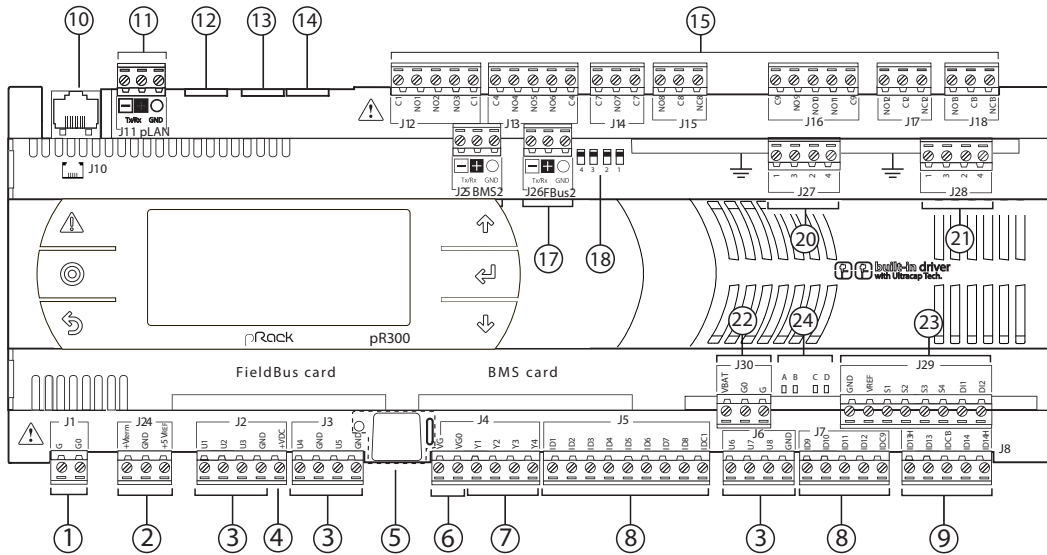 10 11 12 13 14 15
C1 NO1 NO2 NO3 C1
C4 NO4 NO5 NO6 C4
C7 NO7 C7
NO8 C8 NC8
C9 NO9 NO10 NO11 C9
NO12 C12 NC12
NO13 C13 NC13
J12 J13 J14 J15 J16 J17 J18
Tx/Rx GND
J11 pLAN
J10
Tx/Rx GND
J25 BMS2
Tx/Rx GND
J26 FBus2
4 3 2 1
1 3 2 4
J27
1 3 2 4
J28
17 18 20 21
built-in driver
with Ultracap Tech.
pRack pR300
22 24 23
FieldBus card
BMS card
J30
VBAT G0 G
A B C D
J29
GND VREF S1 S2 S3 S4 DI1 DI2
J1
G G0
J24
+Vterm GND +5 VREF
J2
U1 U2 U3 GND +VDC
J3
U4 GND U5 GND
J4
VG VG0 Y1 Y2 Y3 Y4
J5
ID1 ID2 ID3 ID4 ID5 ID6 ID7 ID8 IDC1
J6
U6 U7 U8 GND
J7
ID9 ID10 ID11 ID12 IDC9
ID13H ID13 IDC13 ID14 ID14H
J8
1 2 3 4 3 5 6 7 8 3 8 9